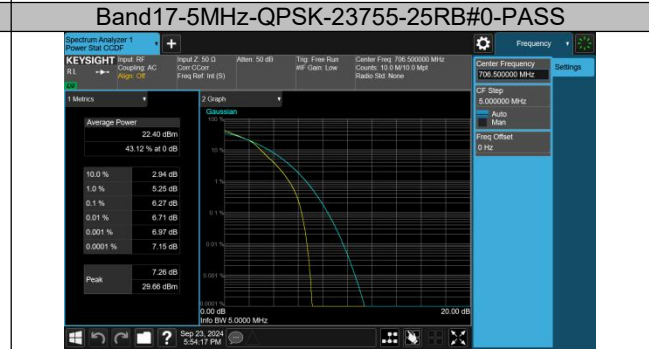 Band17-5MHz-QPSK-23755-25RB#0-PASS
Spectrum Analyzer 1
Power Stat CCDF
Frequency
KEYSIGHT
Input: RF
Coupling: AC
Align: Off
Input Z: 50 Ω
Corr CCorr
Freq Ref: Int (S)
Atten: 50 dB
Trig: Free Run
#IF Gain: Low
Center Freq: 706.500000 MHz
Counts: 10.0 M/10.0 Mpt
Radio Std: None
Center Frequency
706.500000 MHz
Settings
CF Step
5.000000 MHz
Auto
Man
Freq Offset
0 Hz
1 Metrics
Average Power
22.40 dBm
43.12 % at 0 dB
10.0 % 2.94 dB
1.0 % 5.25 dB
0.1 % 6.27 dB
0.01 % 6.71 dB
0.001 % 6.97 dB
0.0001 % 7.15 dB
Peak 7.26 dB
29.66 dBm
2 Graph
Gaussian
100 %
10 %
1 %
0.1 %
0.01 %
0.001 %
0.0001 %
0.00 dB
20.00 dB
Info BW 5.0000 MHz
Sep 23, 2024
5:54:17 PM